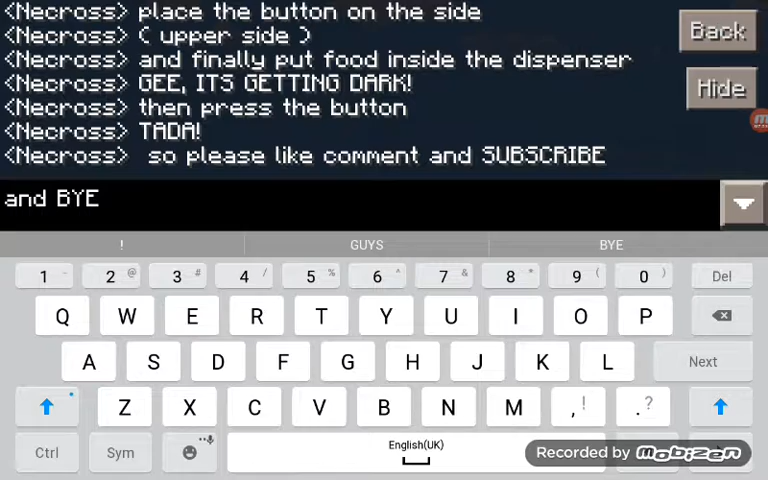 <Necross> place the button on the side
<Necross> ( upper side )
<Necross> and finally put food inside the dispenser
<Necross> GEE, ITS GETTING DARK!
<Necross> then press the button
<Necross> TADA!
<Necross> so please like comment and SUBSCRIBE
Back
Hide
and BYE
! GUYS BYE
1 - 2 @ 3 # 4 / 5 % 6 ^ 7 & 8 * 9 ( 0 ) Del
Q W E R T Y U I O P
A S D F G H J K L Next
Z X C V B N M , ! . ?
Ctrl Sym English(UK)
Recorded by mobizen